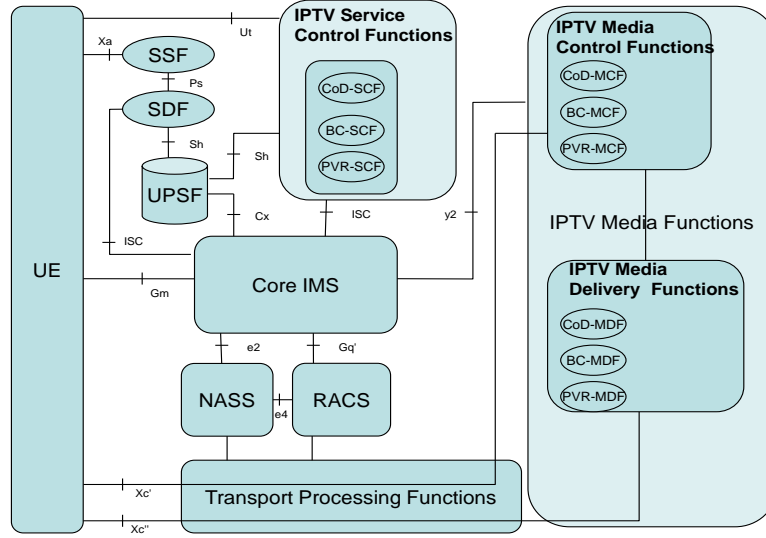 IPTV Service
Control Functions
IPTV Media
Control Functions
Ut
Xa
SSF
CoD-MCF
Ps
CoD-SCF
SDF
BC-MCF
BC-SCF
Sh
Sh
PVR-MCF
PVR-SCF
UPSF
Cx
ISC
y2
IPTV Media Functions
ISC
UE
Core IMS
IPTV Media
Delivery Functions
Gm
CoD-MDF
e2
Gq'
BC-MDF
NASS
e4
RACS
PVR-MDF
Transport Processing Functions
Xc'
Xc"